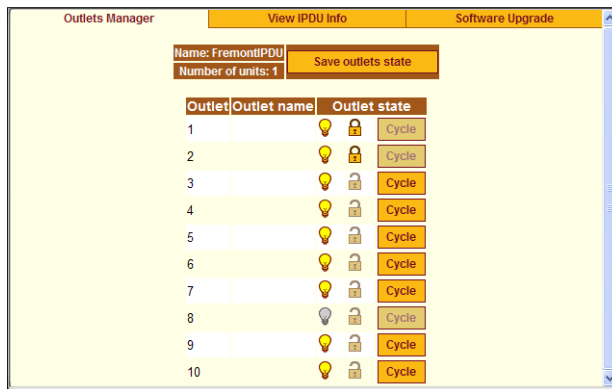 Outlets Manager View IPDU Info Software Upgrade
Name: FremontIPDU
Number of units: 1
Save outlets state
Outlet Outlet name Outlet state
1 Cycle
2 Cycle
3 Cycle
4 Cycle
5 Cycle
6 Cycle
7 Cycle
8 Cycle
9 Cycle
10 Cycle